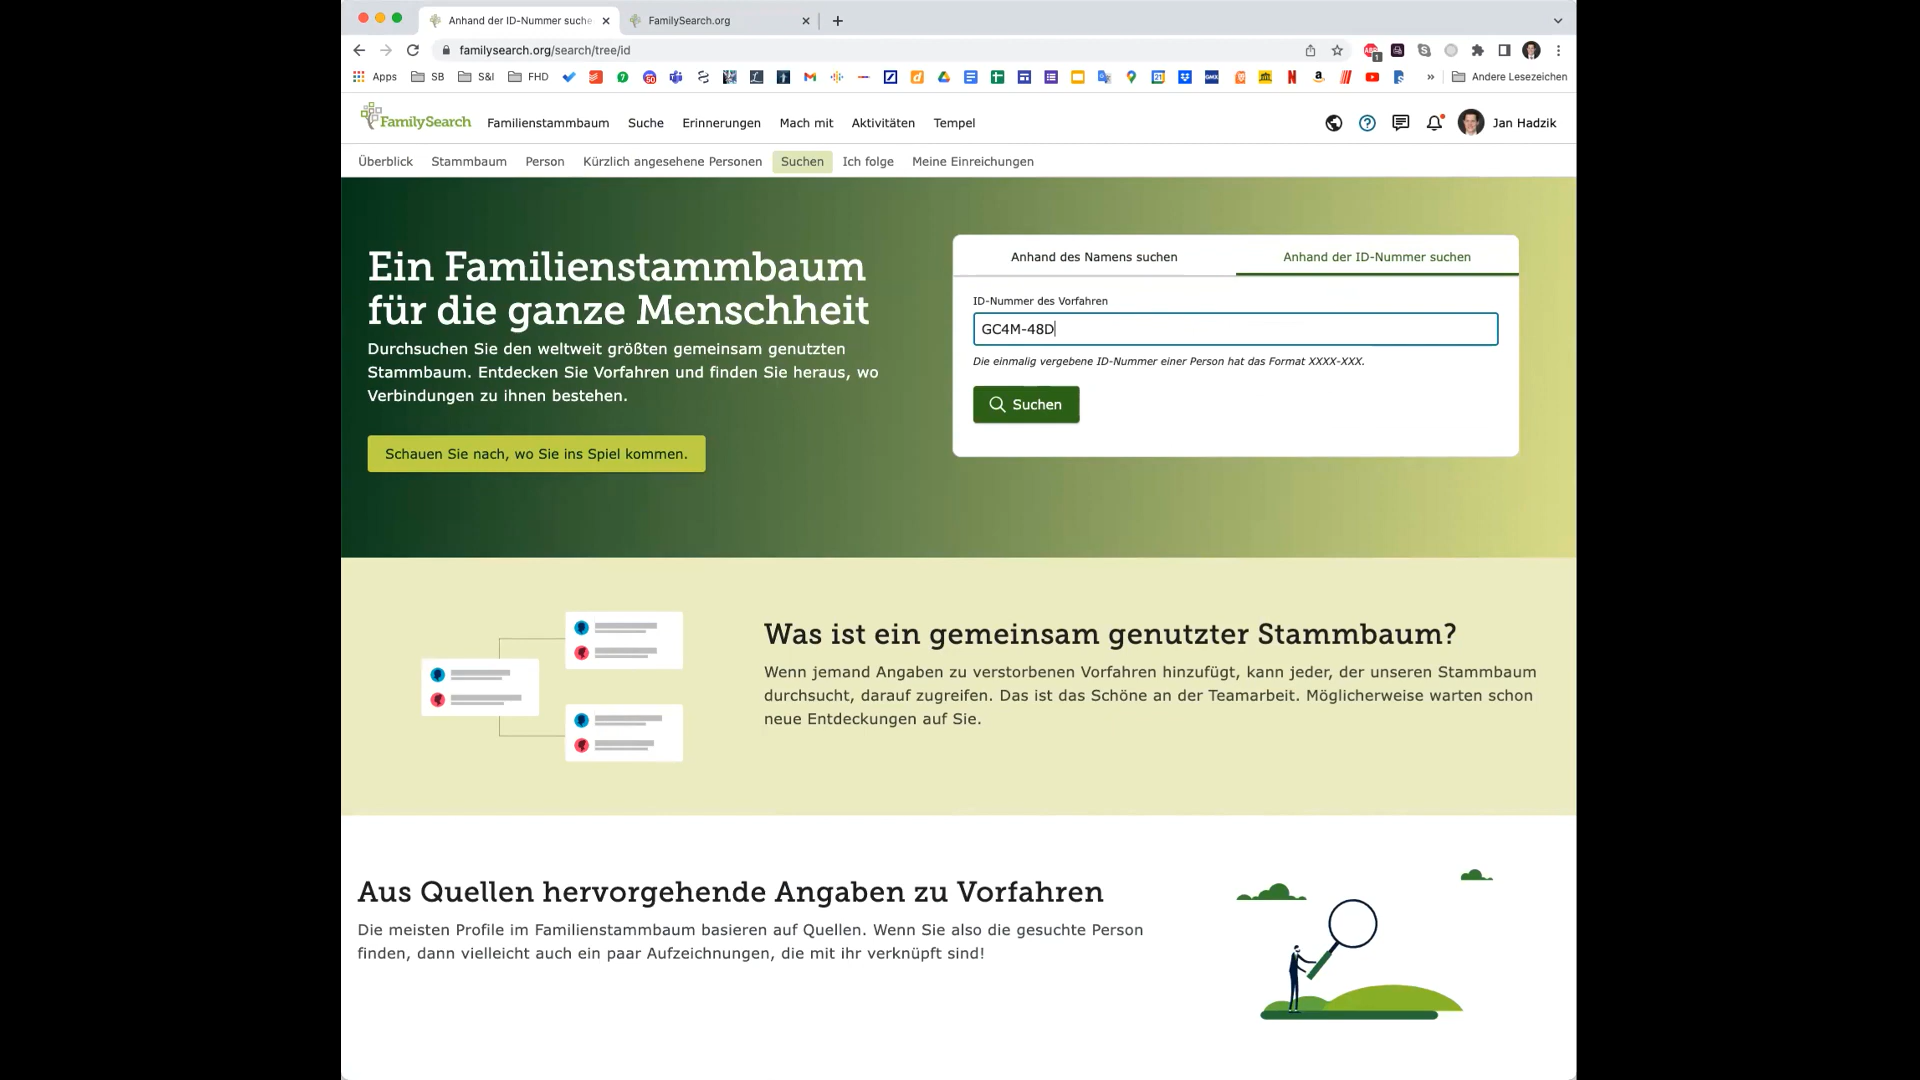 Anhand der ID-Nummer suche
FamilySearch.org
familysearch.org/search/tree/id
Apps SB S&I FHD » Andere Lesezeichen
FamilySearch Familienstammbaum Suche Erinnerungen Mach mit Aktivitäten Tempel Jan Hadzik
Überblick Stammbaum Person Kürzlich angesehene Personen Suchen Ich folge Meine Einreichungen
Ein Familienstammbaum
für die ganze Menschheit
Durchsuchen Sie den weltweit größten gemeinsam genutzten
Stammbaum. Entdecken Sie Vorfahren und finden Sie heraus, wo
Verbindungen zu ihnen bestehen.
Schauen Sie nach, wo Sie ins Spiel kommen.
Anhand des Namens suchen Anhand der ID-Nummer suchen
ID-Nummer des Vorfahren
GC4M-48D
Die einmalig vergebene ID-Nummer einer Person hat das Format XXXX-XXX.
Suchen
Was ist ein gemeinsam genutzter Stammbaum?
Wenn jemand Angaben zu verstorbenen Vorfahren hinzufügt, kann jeder, der unseren Stammbaum
durchsucht, darauf zugreifen. Das ist das Schöne an der Teamarbeit. Möglicherweise warten schon
neue Entdeckungen auf Sie.
Aus Quellen hervorgehende Angaben zu Vorfahren
Die meisten Profile im Familienstammbaum basieren auf Quellen. Wenn Sie also die gesuchte Person
finden, dann vielleicht auch ein paar Aufzeichnungen, die mit ihr verknüpft sind!